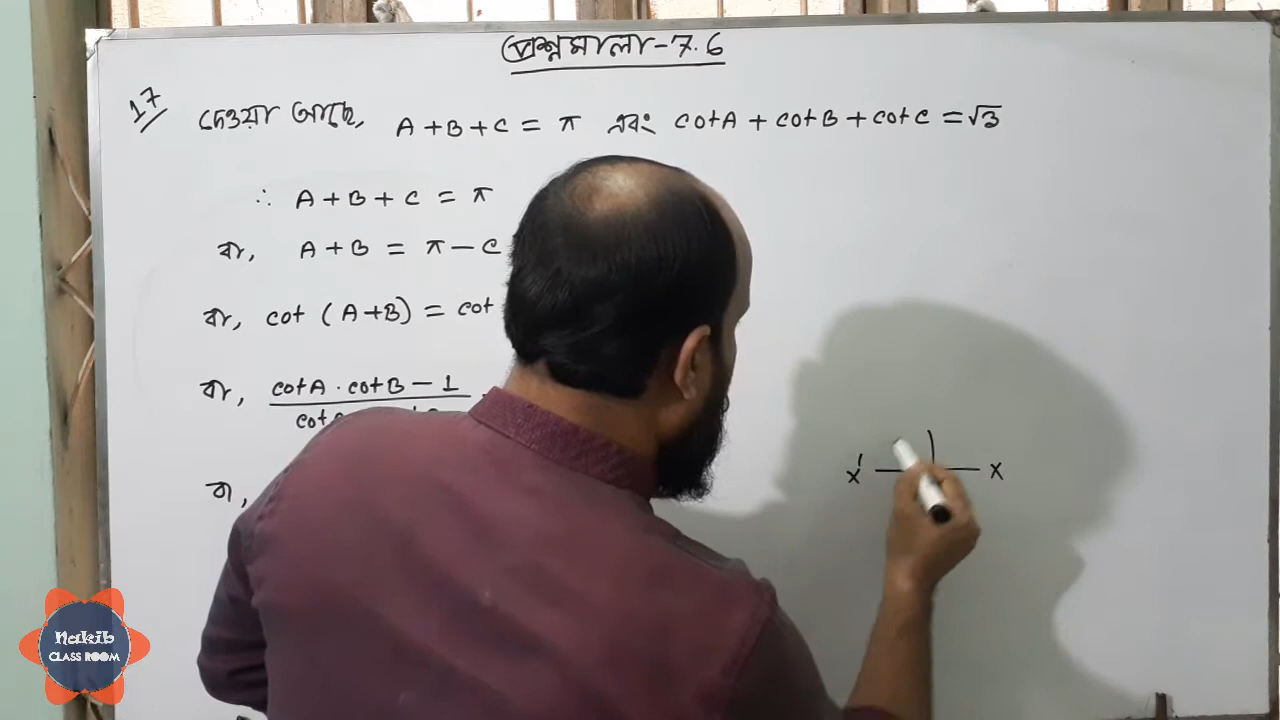 প্রশ্নমালা-7.6
17 দেওয়া আছে, A+B+C = π এবং cotA + cotB + cotC = √3
∴ A+B+C = π
বা, A+B = π-C
বা, cot (A+B) = cot
বা, cotA . cotB - 1
বা,
x' x
Nakib
CLASS ROOM